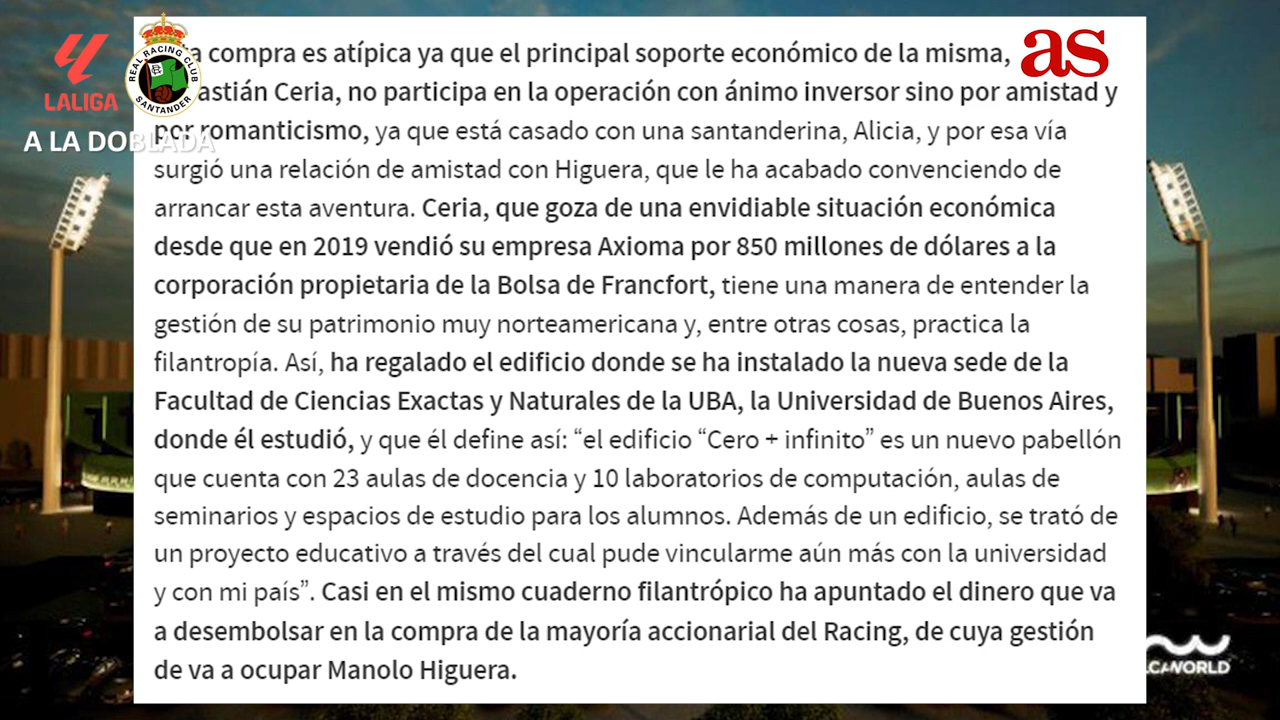 as
LALIGA
REAL RACING CLUB
SANTANDER
A LA DOBLADA
compra es atípica ya que el principal soporte económico de la misma,
Ceria, no participa en la operación con ánimo inversor sino por amistad y
por romanticismo, ya que está casado con una santanderina, Alicia, y por esa vía
surgió una relación de amistad con Higuera, que le ha acabado convenciendo de
arrancar esta aventura. Ceria, que goza de una envidiable situación económica
desde que en 2019 vendió su empresa Axioma por 850 millones de dólares a la
corporación propietaria de la Bolsa de Francfort, tiene una manera de entender la
gestión de su patrimonio muy norteamericana y, entre otras cosas, practica la
filantropía. Así, ha regalado el edificio donde se ha instalado la nueva sede de la
Facultad de Ciencias Exactas y Naturales de la UBA, la Universidad de Buenos Aires,
donde él estudió, y que él define así: “el edificio “Cero + infinito” es un nuevo pabellón
que cuenta con 23 aulas de docencia y 10 laboratorios de computación, aulas de
seminarios y espacios de estudio para los alumnos. Además de un edificio, se trató de
un proyecto educativo a través del cual pude vincularme aún más con la universidad
y con mi país”. Casi en el mismo cuaderno filantrópico ha apuntado el dinero que va
a desembolsar en la compra de la mayoría accionarial del Racing, de cuya gestión
de va a ocupar Manolo Higuera.